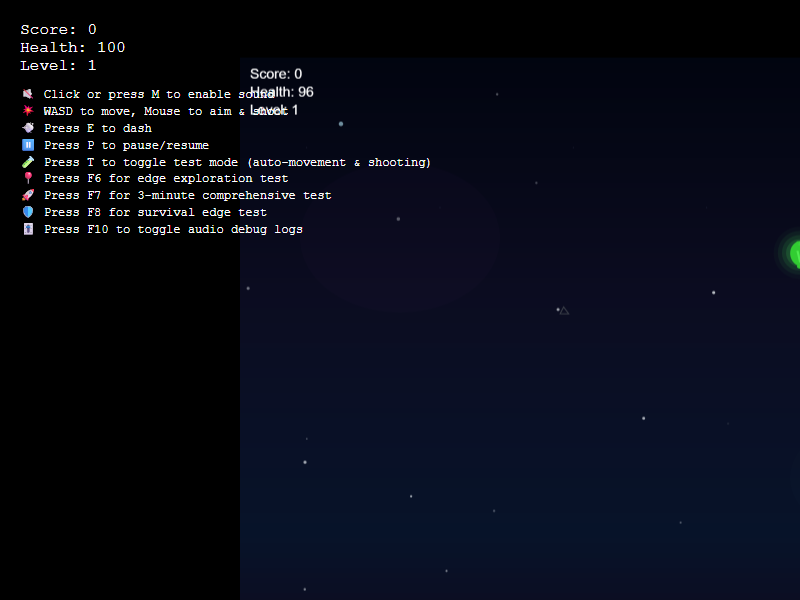 Score: 0
Health: 100
Level: 1
Click or press M to enable sound
WASD to move, Mouse to aim & shoot
Press E to dash
Press P to pause/resume
Press T to toggle test mode (auto-movement & shooting)
Press F6 for edge exploration test
Press F7 for 3-minute comprehensive test
Press F8 for survival edge test
Press F10 to toggle audio debug logs
Score: 0
Health: 96
Level: 1